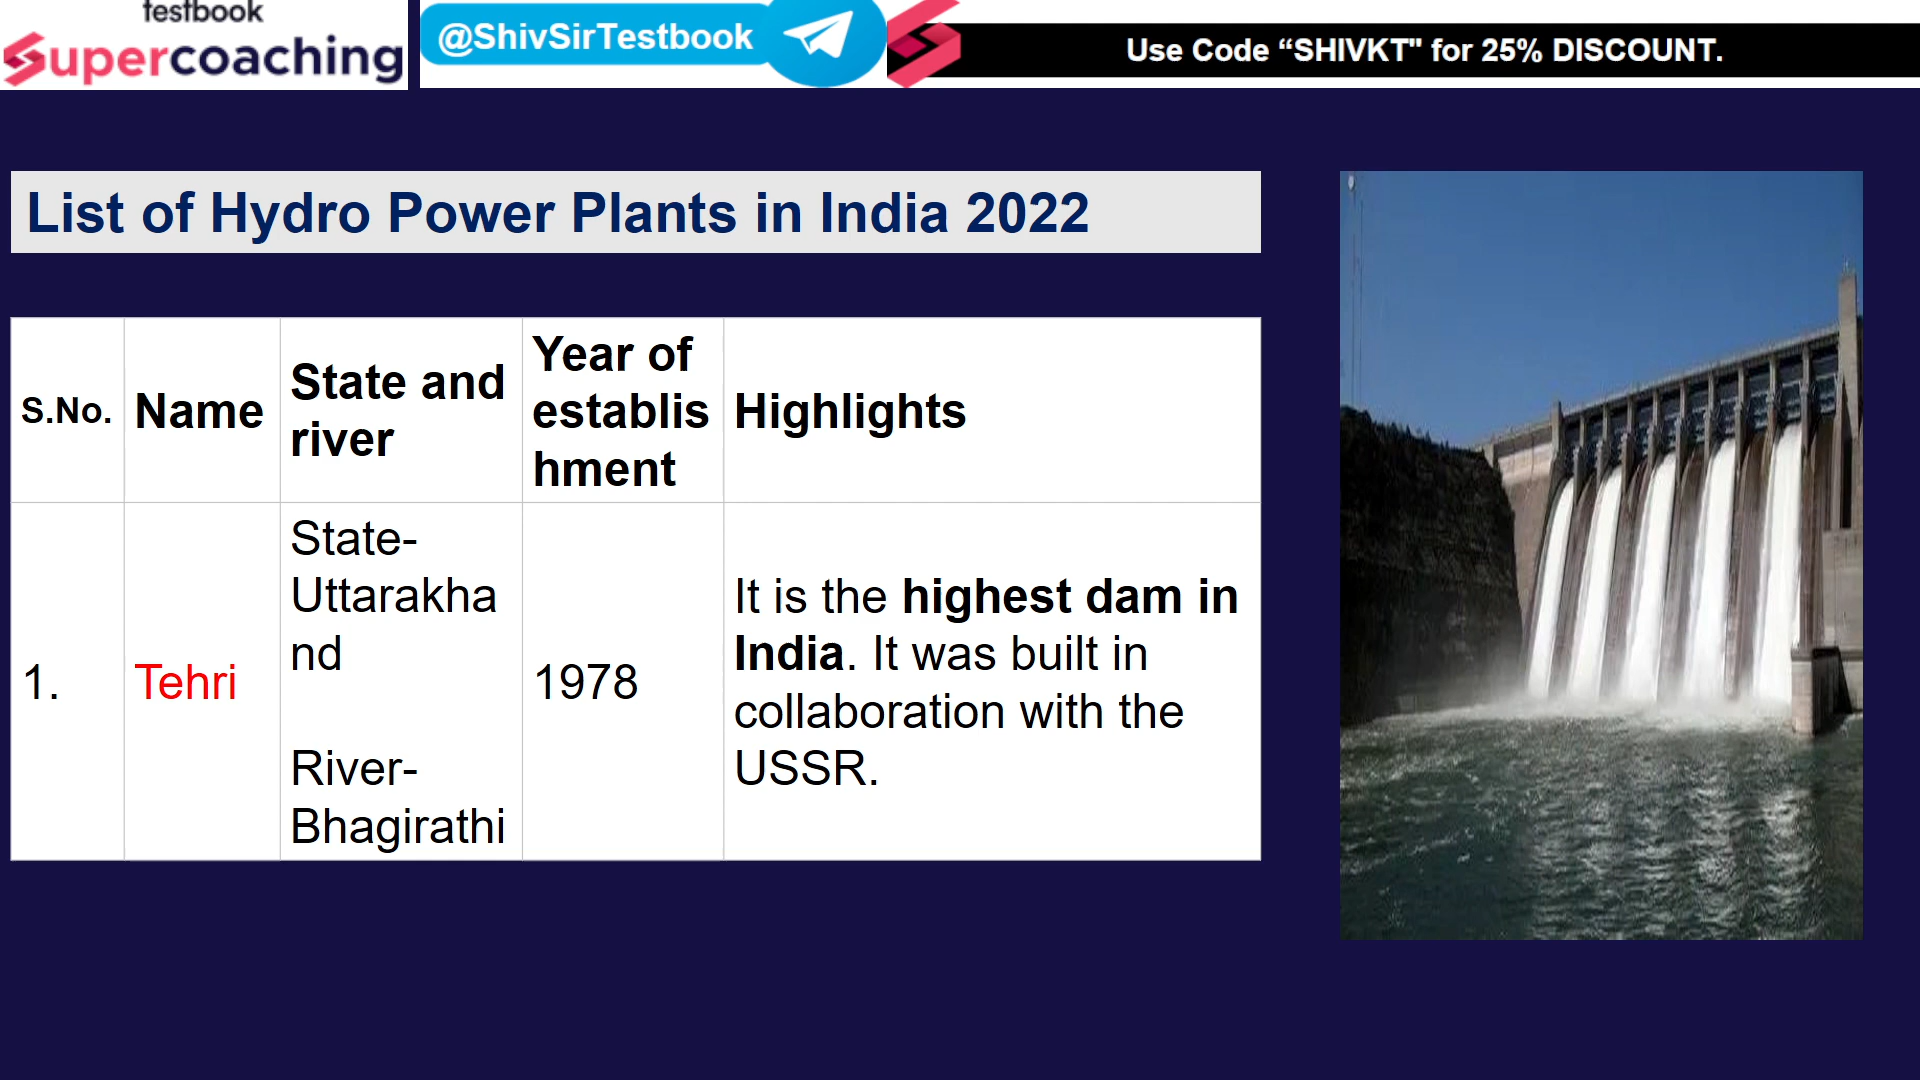 testbook
Supercoaching
@ShivSirTestbook
Use Code “SHIVKT" for 25% DISCOUNT.
List of Hydro Power Plants in India 2022
S.No.
Name
State and
river
Year of
establis
hment
Highlights
1.
Tehri
State-
Uttarakha
nd
River-
Bhagirathi
1978
It is the highest dam in
India. It was built in
collaboration with the
USSR.